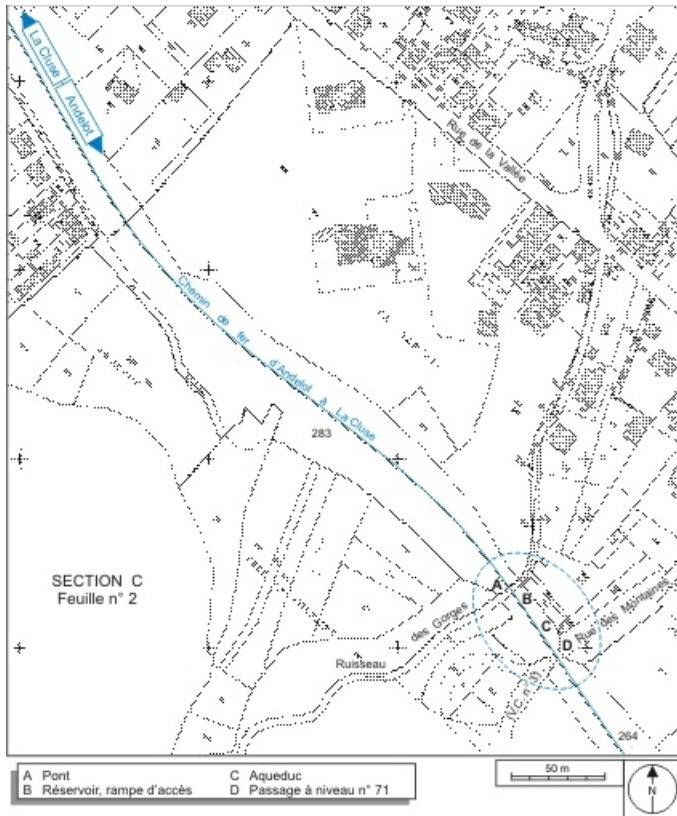 La Cluse
Andelot
Rue de la Vallée
Chemin de fer d'Andelot à La Cluse
283
SECTION C
Feuille n° 2
A
B
des Gorges
C
Rue des Montaines
D
Ruisseau
(V.C. n° 3)
264
A Pont
B Réservoir, rampe d'accès
C Aqueduc
D Passage à niveau n° 71
50 m
N